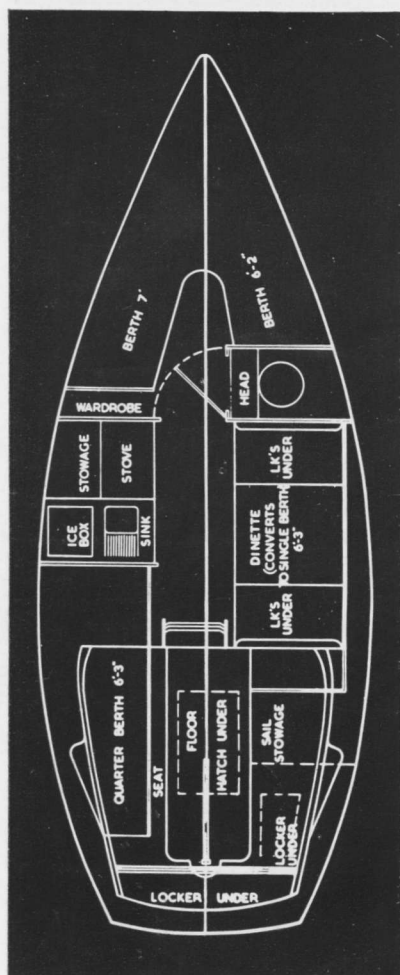 BERTH 7'
BERTH 6'-2"
WARDROBE
HEAD
STOWAGE
STOVE
LK'S
UNDER
ICE
BOX
SINK
DINETTE
(CONVERTS
TO SINGLE BERTH
6'-3"
LK'S
UNDER
QUARTER BERTH 6'-3"
SEAT
FLOOR
HATCH UNDER
SAIL
STOWAGE
LOCKER
UNDER
LOCKER UNDER